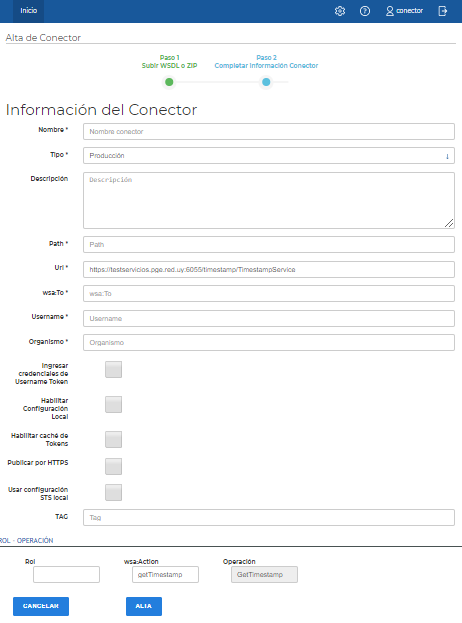 Inicio
conector
Alta de Conector
Paso 1
Subir WSDL o ZIP
Paso 2
Completar Información Conector
Información del Conector
Nombre *
Nombre conector
Tipo *
Producción
Descripción
Descripción
Path *
Path
Url *
https://testservicios.pge.red.uy:6055/timestamp/TimestampService
wsa:To *
wsa:To
Username *
Username
Organismo *
Organismo
Ingresar
credenciales de
Username Token
Habilitar
Configuración
Local
Habilitar caché de
Tokens
Publicar por HTTPS
Usar configuración
STS local
TAG
Tag
ROL - OPERACIÓN
Rol
wsa:Action
Operación
getTimestamp
GetTimestamp
CANCELAR
ALTA